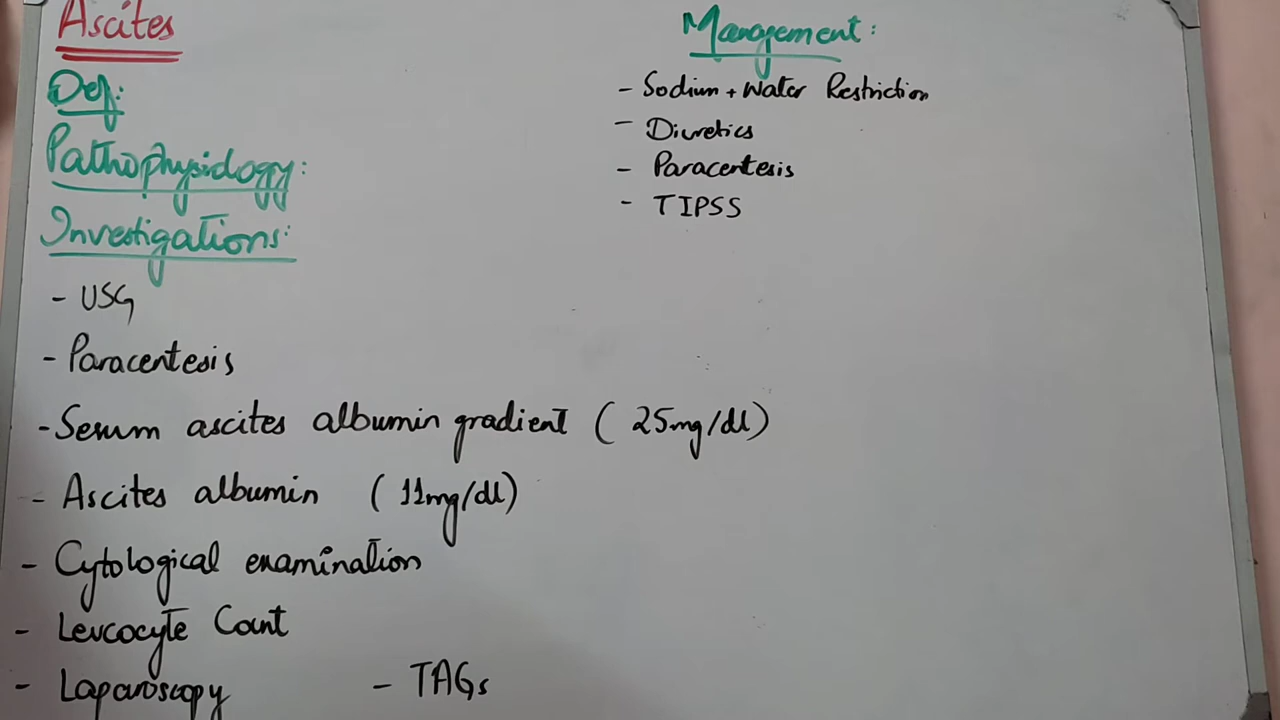 Ascites
Def:
Pathophysiology:
Investigations:
- USG
- Paracentesis
- Serum ascites albumin gradient ( 25mg/dl)
- Ascites albumin ( 11mg/dl)
- Cytological examination
- Leucocyte Count
- Laparoscopy - TAGs
Management:
- Sodium + Water Restriction
- Diuretics
- Paracentesis
- TIPSS